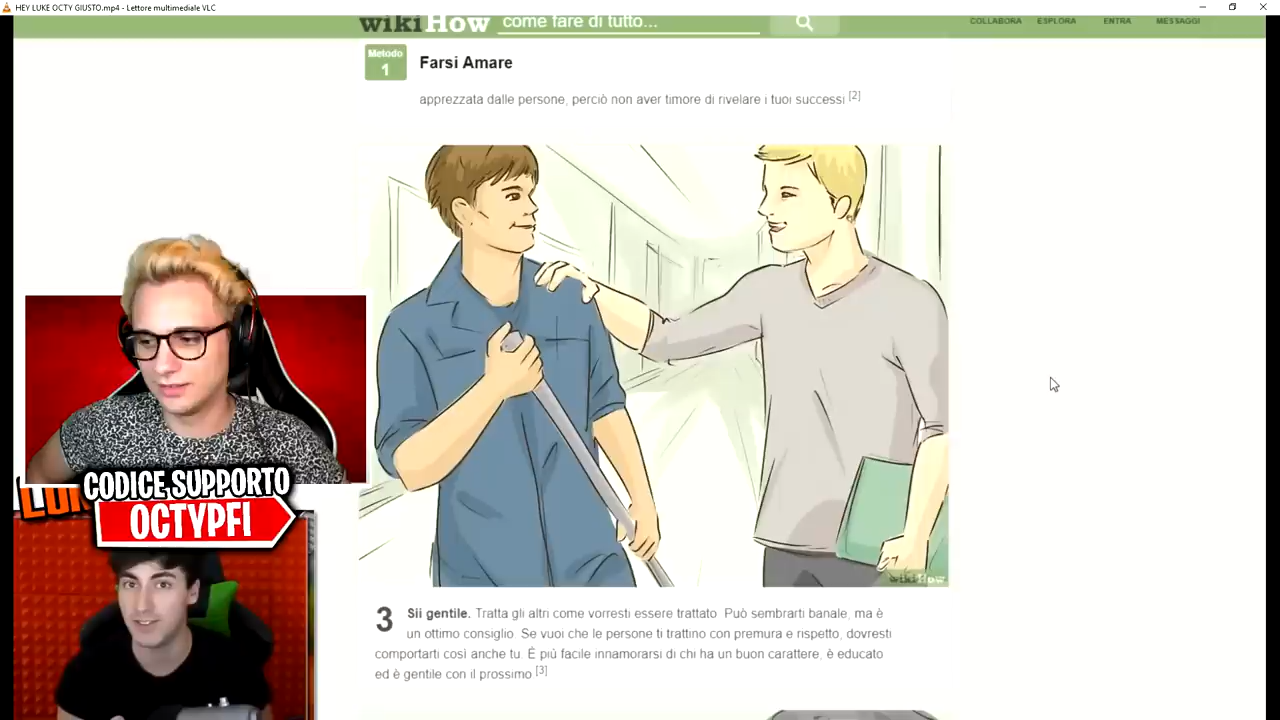 HEY LUKE OCTY GIUSTO.mp4 - Lettore multimediale VLC
wikiHow come fare di tutto... COLLABORA ESPLORA ENTRA MESSAGGI
Metodo
1
Farsi Amare
apprezzata dalle persone, perciò non aver timore di rivelare i tuoi successi [2]
CODICE SUPPORTO
OCTYPFI
wikiHow
3 Sii gentile. Tratta gli altri come vorresti essere trattato. Può sembrarti banale, ma è
un ottimo consiglio. Se vuoi che le persone ti trattino con premura e rispetto, dovresti
comportarti così anche tu. È più facile innamorarsi di chi ha un buon carattere, è educato
ed è gentile con il prossimo [3]